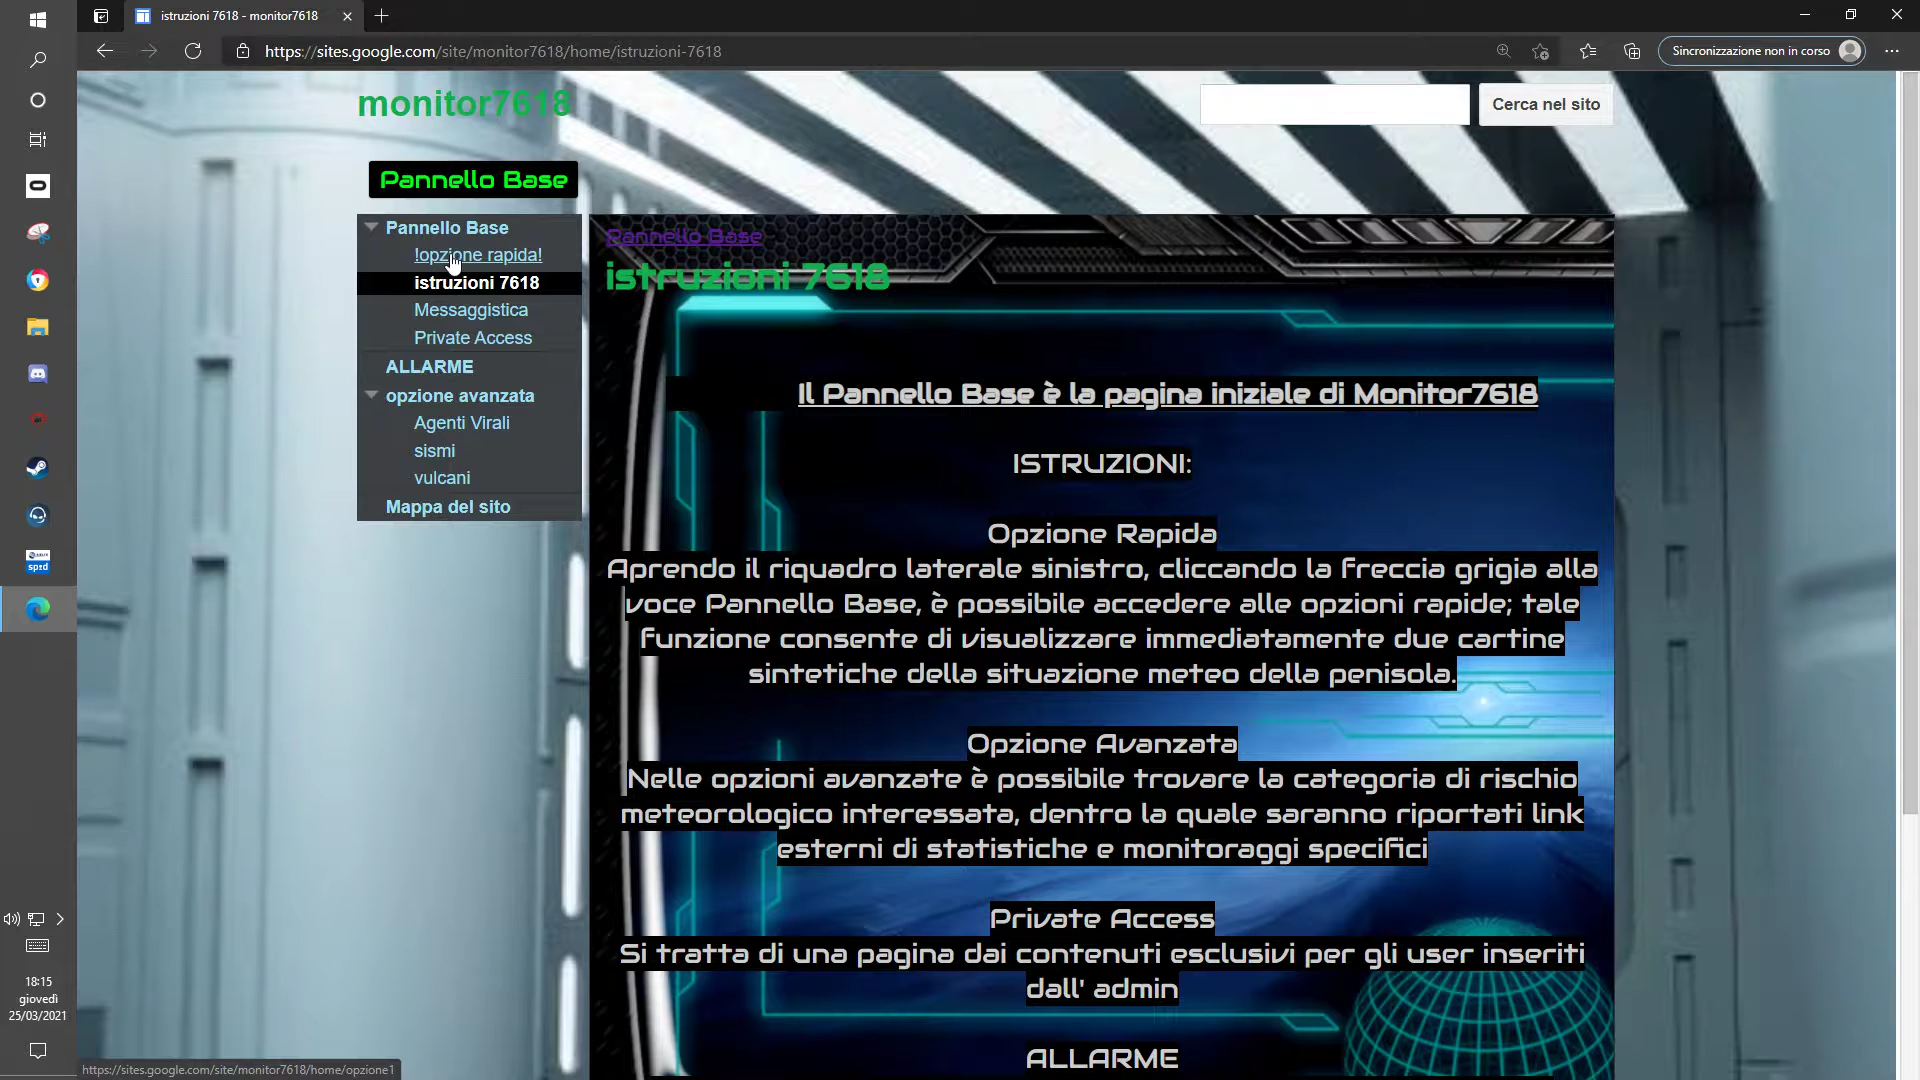 istruzioni 7618 - monitor7618
https://sites.google.com/site/monitor7618/home/istruzioni-7618
Sincronizzazione non in corso
monitor7618
Cerca nel sito
Pannello Base
Pannello Base
!opzione rapida!
istruzioni 7618
Messaggistica
Private Access
ALLARME
opzione avanzata
Agenti Virali
sismi
vulcani
Mappa del sito
Pannello Base
istruzioni 7618
Il Pannello Base è la pagina iniziale di Monitor7618
ISTRUZIONI:
Opzione Rapida
Aprendo il riquadro laterale sinistro, cliccando la freccia grigia alla
voce Pannello Base, è possibile accedere alle opzioni rapide; tale
funzione consente di visualizzare immediatamente due cartine
sintetiche della situazione meteo della penisola.
Opzione Avanzata
Nelle opzioni avanzate è possibile trovare la categoria di rischio
meteorologico interessata, dentro la quale saranno riportati link
esterni di statistiche e monitoraggi specifici
Private Access
Si tratta di una pagina dai contenuti esclusivi per gli user inseriti
dall' admin
ALLARME
spid
18:15
giovedì
25/03/2021
https://sites.google.com/site/monitor7618/home/opzione1